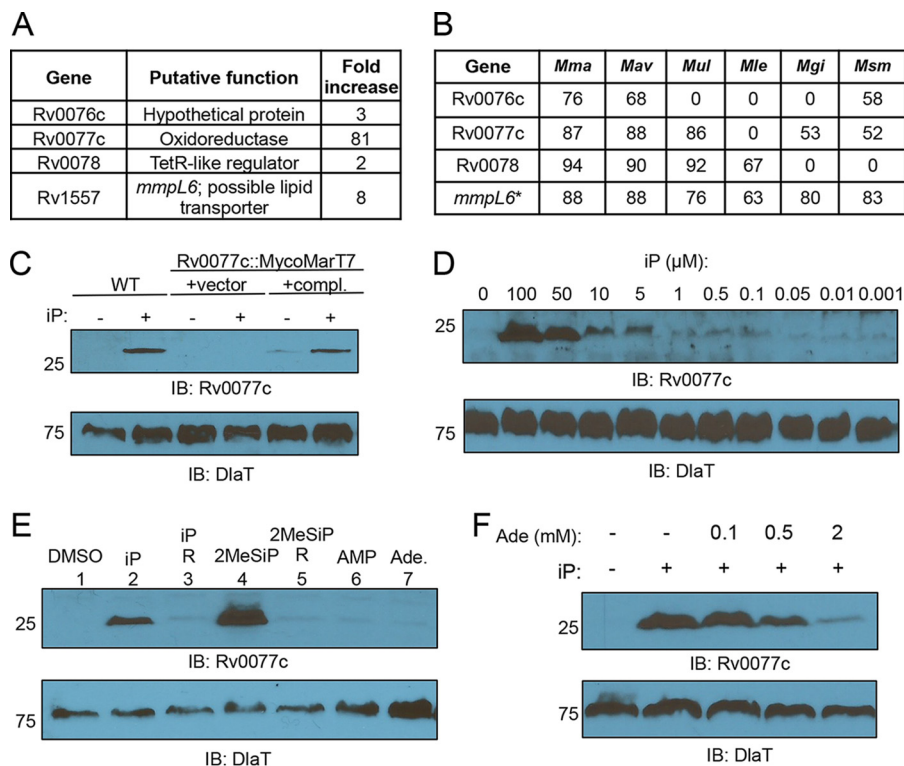 A
Gene Putative function Fold increase
Rv0076c Hypothetical protein 3
Rv0077c Oxidoreductase 81
Rv0078 TetR-like regulator 2
Rv1557 mmpL6; possible lipid transporter 8
B
Gene Mma Mav Mul Mle Mgi Msm
Rv0076c 76 68 0 0 0 58
Rv0077c 87 88 86 0 53 52
Rv0078 94 90 92 67 0 0
mmpL6* 88 88 76 63 80 83
C
Rv0077c::MycoMarT7
WT +vector +compl.
iP: - + - + - +
25
IB: Rv0077c
75
IB: DlaT
D
iP (µM):
0 100 50 10 5 1 0.5 0.1 0.05 0.01 0.001
25
IB: Rv0077c
75
IB: DlaT
E
DMSO iP iP R 2MeSiP 2MeSiP R AMP Ade.
1 2 3 4 5 6 7
25
IB: Rv0077c
75
IB: DlaT
F
Ade (mM): - - 0.1 0.5 2
iP: - + + + +
25
IB: Rv0077c
75
IB: DlaT